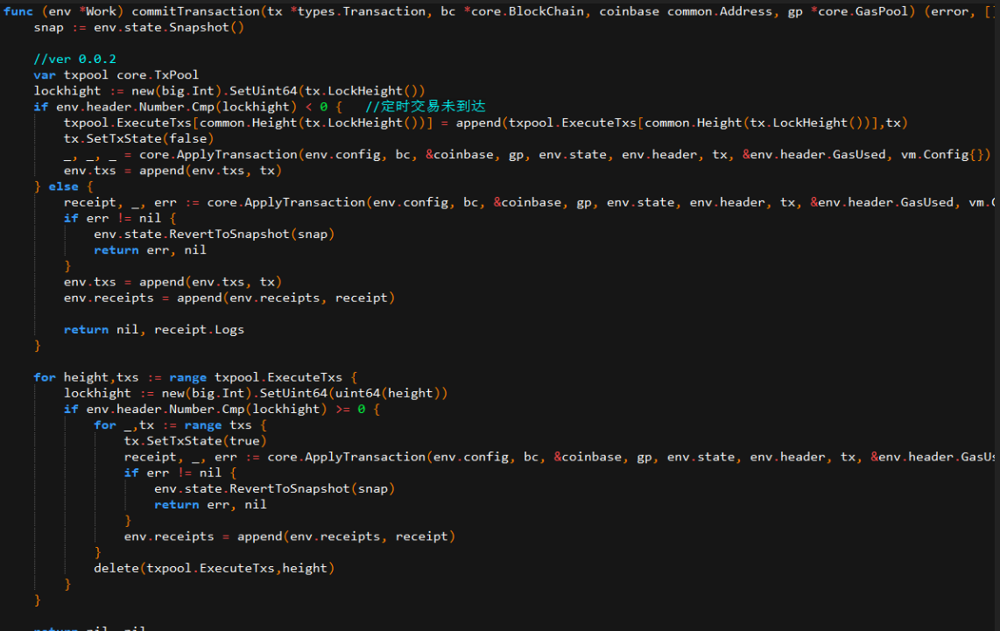 func (env *Work) commitTransaction(tx *types.Transaction, bc *core.BlockChain, coinbase common.Address, gp *core.GasPool) (error, []
snap := env.state.Snapshot()
//ver 0.0.2
var txpool core.TxPool
lockhight := new(big.Int).SetUint64(tx.LockHeight())
if env.header.Number.Cmp(lockhight) < 0 {   //定时交易未到达
txpool.ExecuteTxs[common.Height(tx.LockHeight())] = append(txpool.ExecuteTxs[common.Height(tx.LockHeight())],tx)
tx.SetTxState(false)
_, _, _ = core.ApplyTransaction(env.config, bc, &coinbase, gp, env.state, env.header, tx, &env.header.GasUsed, vm.Config{})
env.txs = append(env.txs, tx)
} else {
receipt, _, err := core.ApplyTransaction(env.config, bc, &coinbase, gp, env.state, env.header, tx, &env.header.GasUsed, vm.
if err != nil {
env.state.RevertToSnapshot(snap)
return err, nil
}
env.txs = append(env.txs, tx)
env.receipts = append(env.receipts, receipt)
return nil, receipt.Logs
}
for height,txs := range txpool.ExecuteTxs {
lockhight := new(big.Int).SetUint64(uint64(height))
if env.header.Number.Cmp(lockhight) >= 0 {
for _,tx := range txs {
tx.SetTxState(true)
receipt, _, err := core.ApplyTransaction(env.config, bc, &coinbase, gp, env.state, env.header, tx, &env.header.GasUs
if err != nil {
env.state.RevertToSnapshot(snap)
return err, nil
}
env.receipts = append(env.receipts, receipt)
}
delete(txpool.ExecuteTxs,height)
}
}
return nil, nil